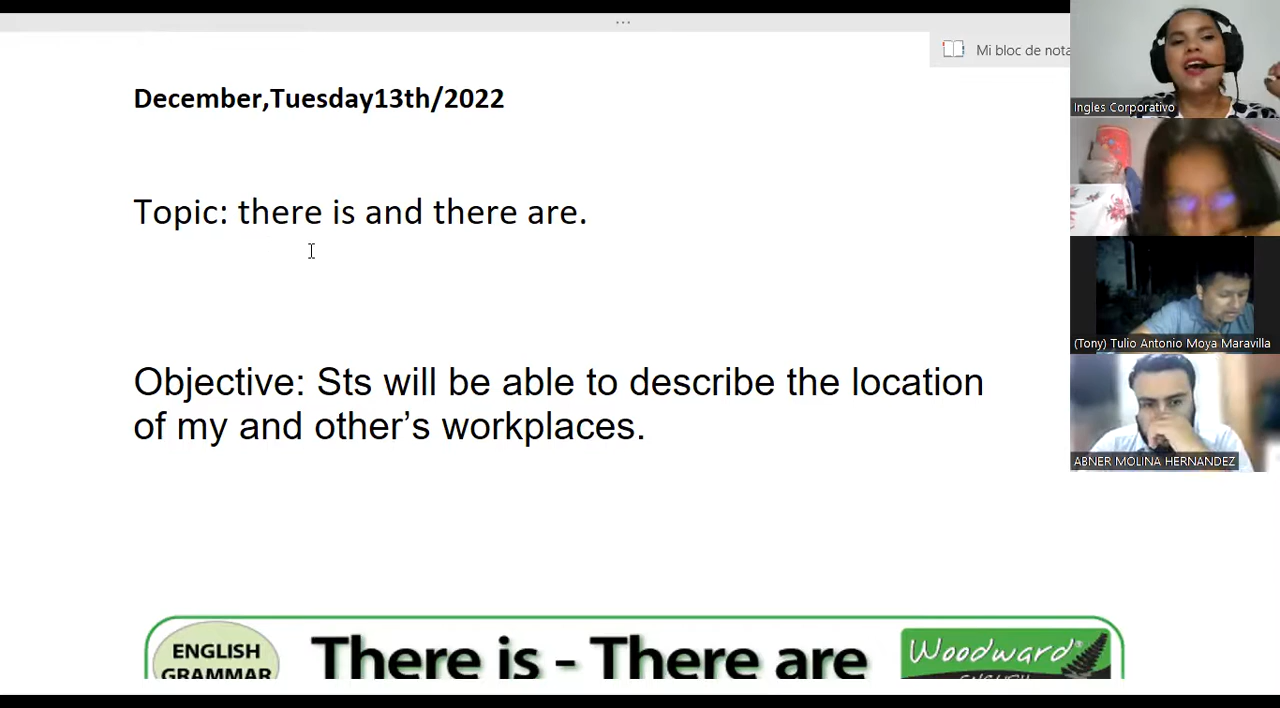 Mi bloc de nota
December,Tuesday13th/2022
Ingles Corporativo
Topic: there is and there are.
(Tony) Tulio Antonio Moya Maravilla
Objective: Sts will be able to describe the location
of my and other's workplaces.
ABNER MOLINA HERNANDEZ
ENGLISH
GRAMMAR
There is - There are
Woodward
ENGLISH